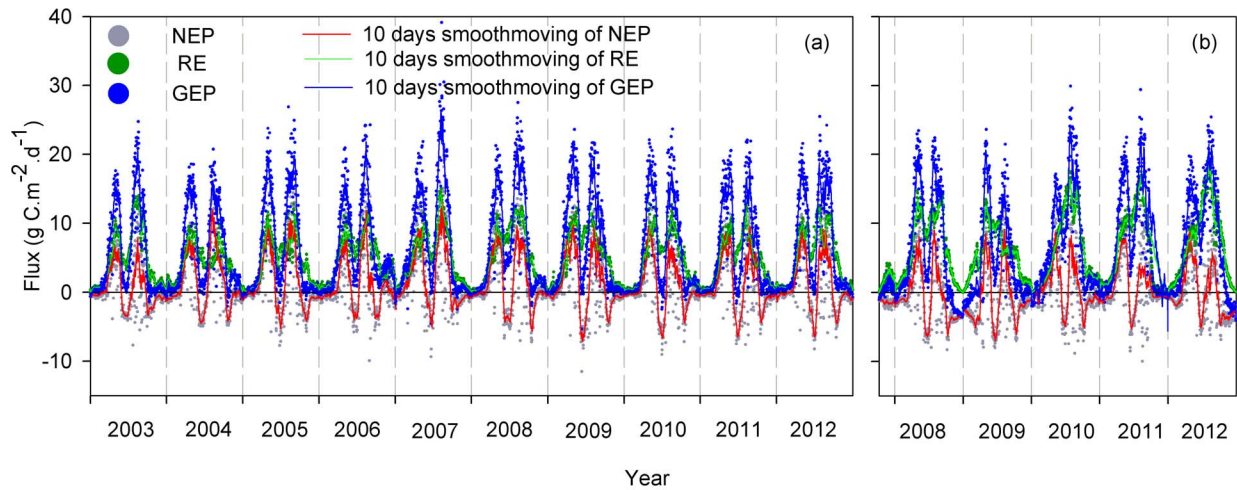 40
30
20
10
0
-10
Flux (g C.m⁻².d⁻¹)
NEP
RE
GEP
10 days smoothmoving of NEP
10 days smoothmoving of RE
10 days smoothmoving of GEP
(a)
(b)
2003 2004 2005 2006 2007 2008 2009 2010 2011 2012
2008 2009 2010 2011 2012
Year